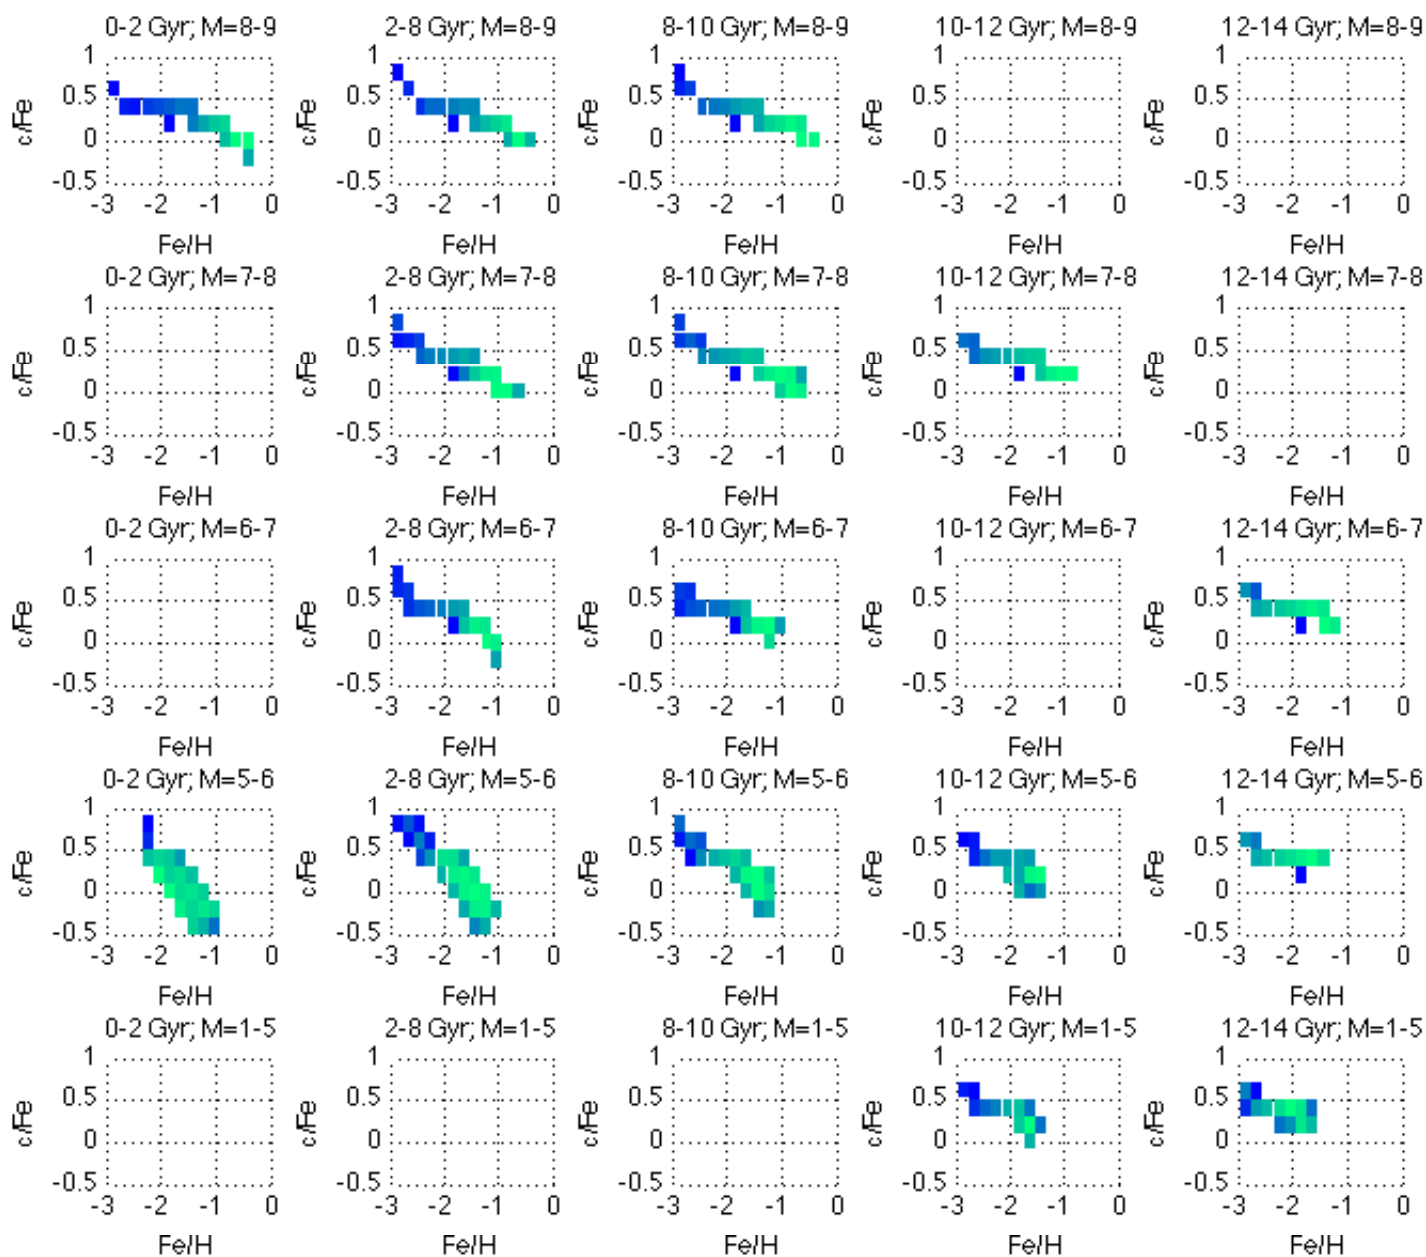 0-2 Gyr; M=8-9 2-8 Gyr; M=8-9 8-10 Gyr; M=8-9 10-12 Gyr; M=8-9 12-14 Gyr; M=8-9
1 1 1 1 1
0.5 0.5 0.5 0.5 0.5
c/Fe c/Fe c/Fe c/Fe c/Fe
0 0 0 0 0
-0.5 -0.5 -0.5 -0.5 -0.5
-3 -2 -1 0 -3 -2 -1 0 -3 -2 -1 0 -3 -2 -1 0 -3 -2 -1 0
Fe/H Fe/H Fe/H Fe/H Fe/H
0-2 Gyr; M=7-8 2-8 Gyr; M=7-8 8-10 Gyr; M=7-8 10-12 Gyr; M=7-8 12-14 Gyr; M=7-8
1 1 1 1 1
0.5 0.5 0.5 0.5 0.5
c/Fe c/Fe c/Fe c/Fe c/Fe
0 0 0 0 0
-0.5 -0.5 -0.5 -0.5 -0.5
-3 -2 -1 0 -3 -2 -1 0 -3 -2 -1 0 -3 -2 -1 0 -3 -2 -1 0
Fe/H Fe/H Fe/H Fe/H Fe/H
0-2 Gyr; M=6-7 2-8 Gyr; M=6-7 8-10 Gyr; M=6-7 10-12 Gyr; M=6-7 12-14 Gyr; M=6-7
1 1 1 1 1
0.5 0.5 0.5 0.5 0.5
c/Fe c/Fe c/Fe c/Fe c/Fe
0 0 0 0 0
-0.5 -0.5 -0.5 -0.5 -0.5
-3 -2 -1 0 -3 -2 -1 0 -3 -2 -1 0 -3 -2 -1 0 -3 -2 -1 0
Fe/H Fe/H Fe/H Fe/H Fe/H
0-2 Gyr; M=5-6 2-8 Gyr; M=5-6 8-10 Gyr; M=5-6 10-12 Gyr; M=5-6 12-14 Gyr; M=5-6
1 1 1 1 1
0.5 0.5 0.5 0.5 0.5
c/Fe c/Fe c/Fe c/Fe c/Fe
0 0 0 0 0
-0.5 -0.5 -0.5 -0.5 -0.5
-3 -2 -1 0 -3 -2 -1 0 -3 -2 -1 0 -3 -2 -1 0 -3 -2 -1 0
Fe/H Fe/H Fe/H Fe/H Fe/H
0-2 Gyr; M=1-5 2-8 Gyr; M=1-5 8-10 Gyr; M=1-5 10-12 Gyr; M=1-5 12-14 Gyr; M=1-5
1 1 1 1 1
0.5 0.5 0.5 0.5 0.5
c/Fe c/Fe c/Fe c/Fe c/Fe
0 0 0 0 0
-0.5 -0.5 -0.5 -0.5 -0.5
-3 -2 -1 0 -3 -2 -1 0 -3 -2 -1 0 -3 -2 -1 0 -3 -2 -1 0
Fe/H Fe/H Fe/H Fe/H Fe/H